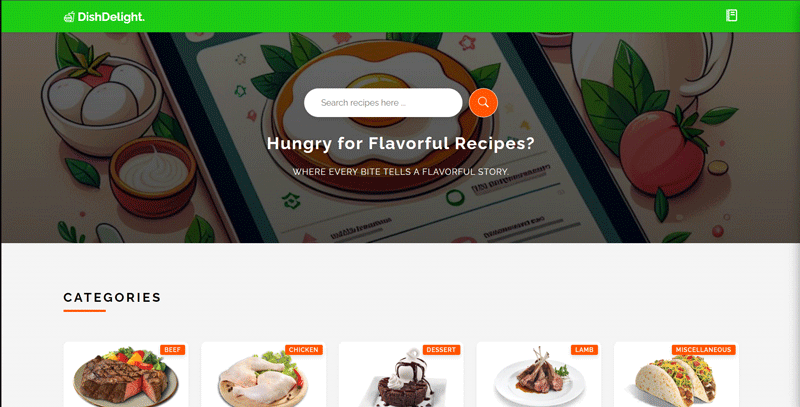 DishDelight.
Search recipes here ...
Hungry for Flavorful Recipes?
WHERE EVERY BITE TELLS A FLAVORFUL STORY.
CATEGORIES
BEEF
CHICKEN
DESSERT
LAMB
MISCELLANEOUS